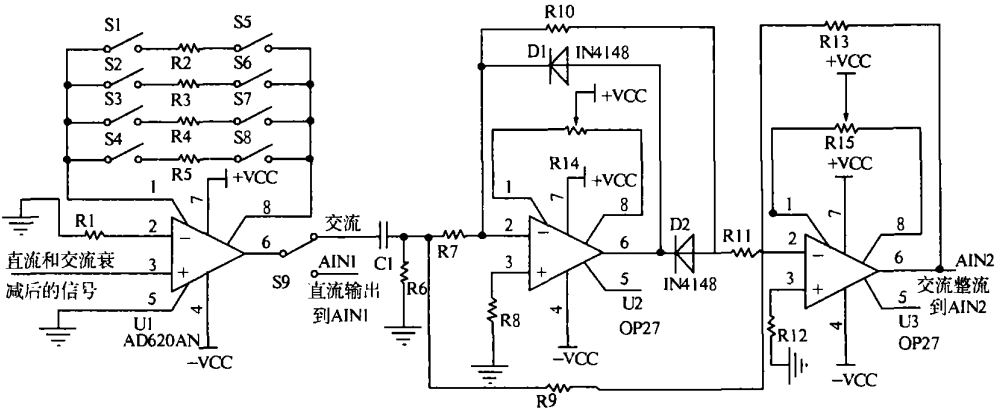 S1
S5
R2
S2
S6
R3
S3
S7
R4
S4
S8
R5
1
7
+VCC
8
R1
2
−
6
S9
直流和交流衰
减后的信号
3
+
5
4
U1
AD620AN
−VCC
交流
C1
AIN1
直流输出
到AIN1
R6
R7
R10
D1
IN4148
+VCC
R14
1
7
+VCC
8
2
−
6
3
+
5
4
R8
U2
OP27
−VCC
D2
IN4148
R11
R9
R13
+VCC
R15
+VCC
1
7
8
2
−
6
3
+
5
4
R12
U3
OP27
−VCC
AIN2
交流整流
到AIN2